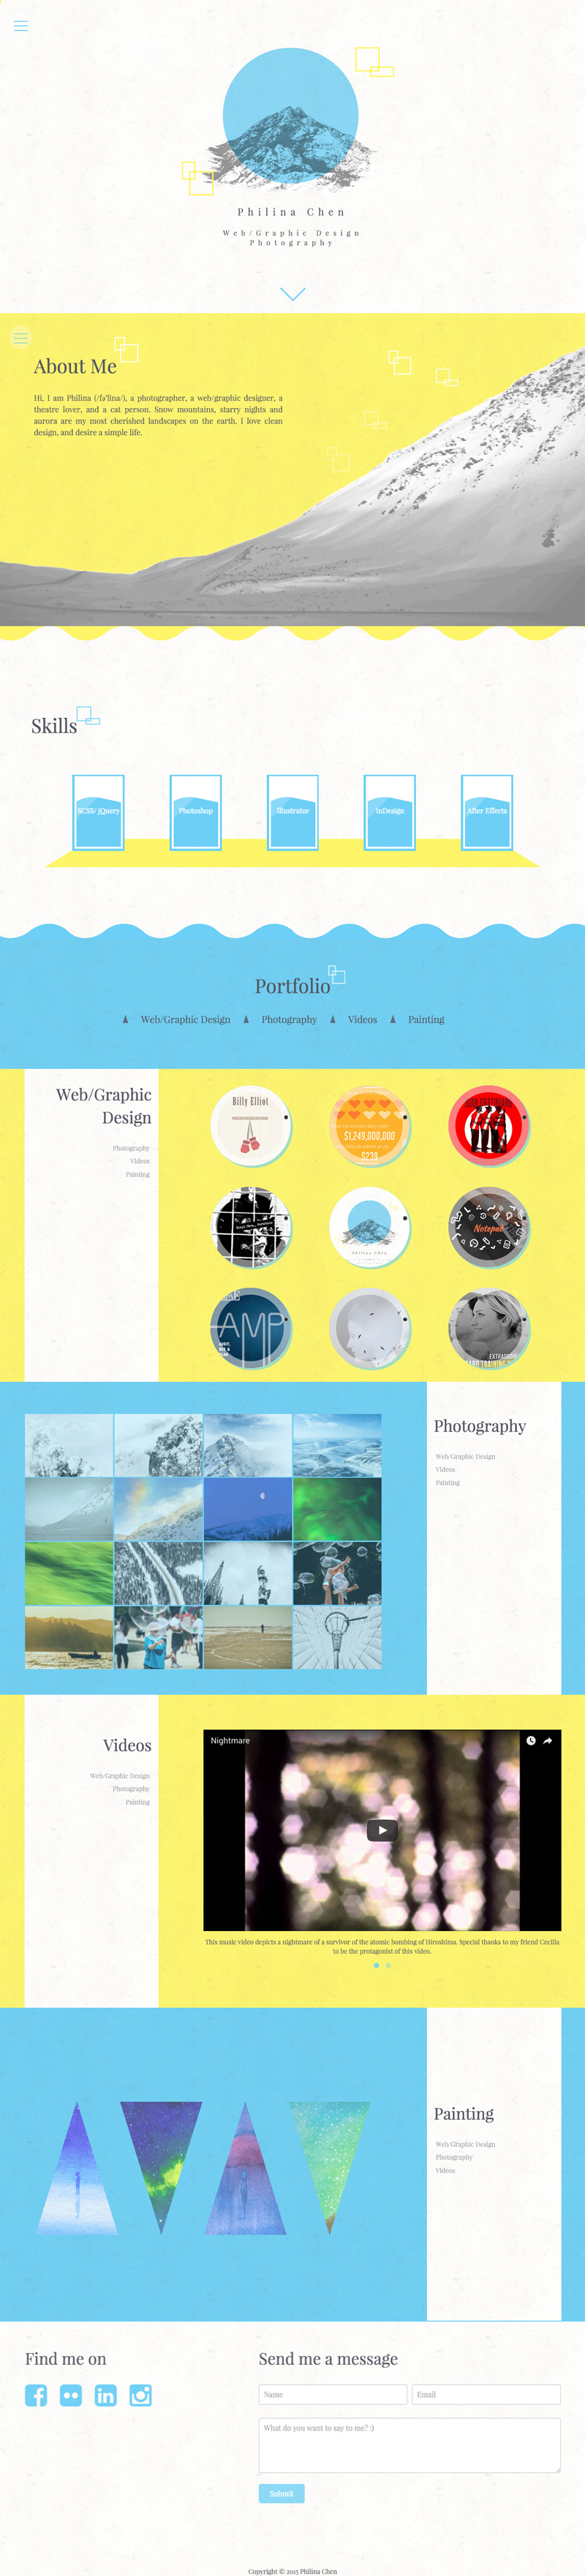 Philina Chen
Web/Graphic Design
Photography
About Me
Hi, I am Philina (/fə'lina/), a photographer, a web/graphic designer, a
theatre lover, and a cat person. Snow mountains, starry nights and
aurora are my most cherished landscapes on the earth. I love clean
design, and desire a simple life.
Skills
SCSS/ jQuery
Photoshop
Illustrator
InDesign
After Effects
Portfolio
Web/Graphic Design
Photography
Videos
Painting
Web/Graphic
Design
Photography
Videos
Painting
Billy Elliot
$1,249,000,000
$239
Philina Chen
Notepad
AMP
EXTRAORDIN
Photography
Web/Graphic Design
Videos
Painting
Videos
Web/Graphic Design
Photography
Painting
Nightmare
This music video depicts a nightmare of a survivor of the atomic bombing of Hiroshima. Special thanks to my friend Cecilia
to be the protagonist of this video.
Painting
Web/Graphic Design
Photography
Videos
Find me on
Send me a message
Name
Email
What do you want to say to me? :)
Submit
Copyright © 2015 Philina Chen